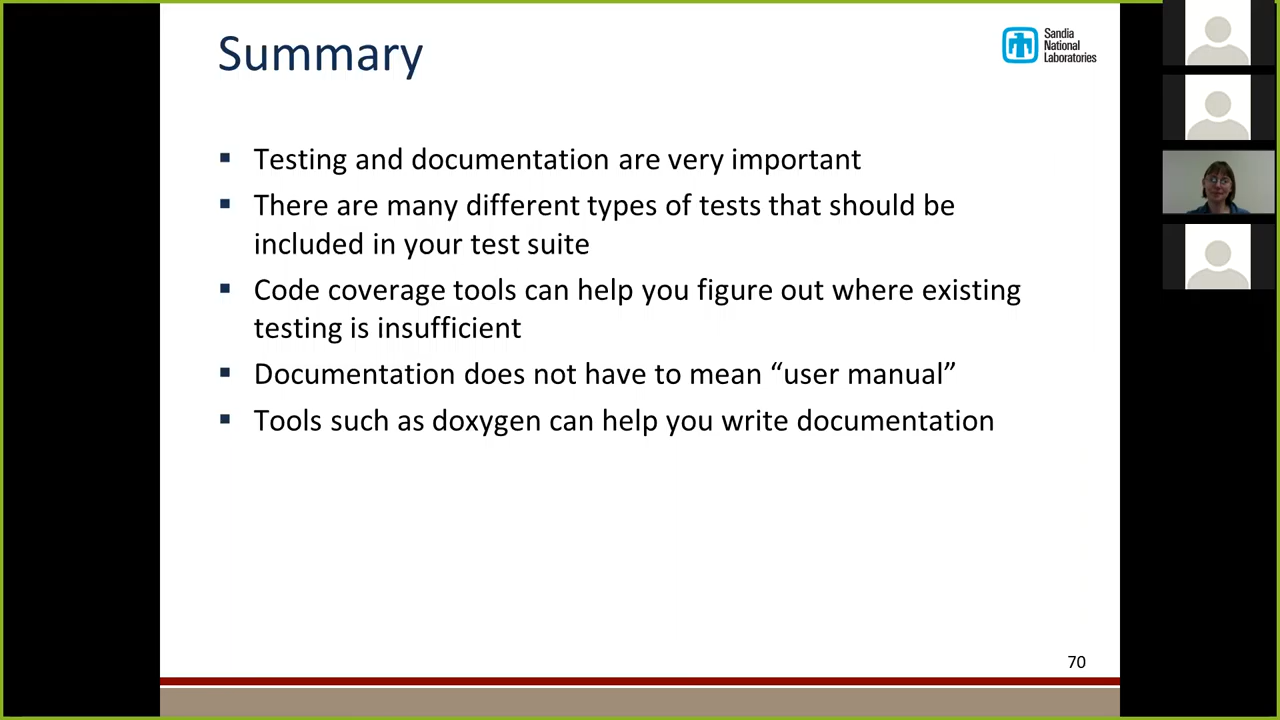 Summary
Sandia
National
Laboratories
▪ Testing and documentation are very important
▪ There are many different types of tests that should be
included in your test suite
▪ Code coverage tools can help you figure out where existing
testing is insufficient
▪ Documentation does not have to mean “user manual”
▪ Tools such as doxygen can help you write documentation
70